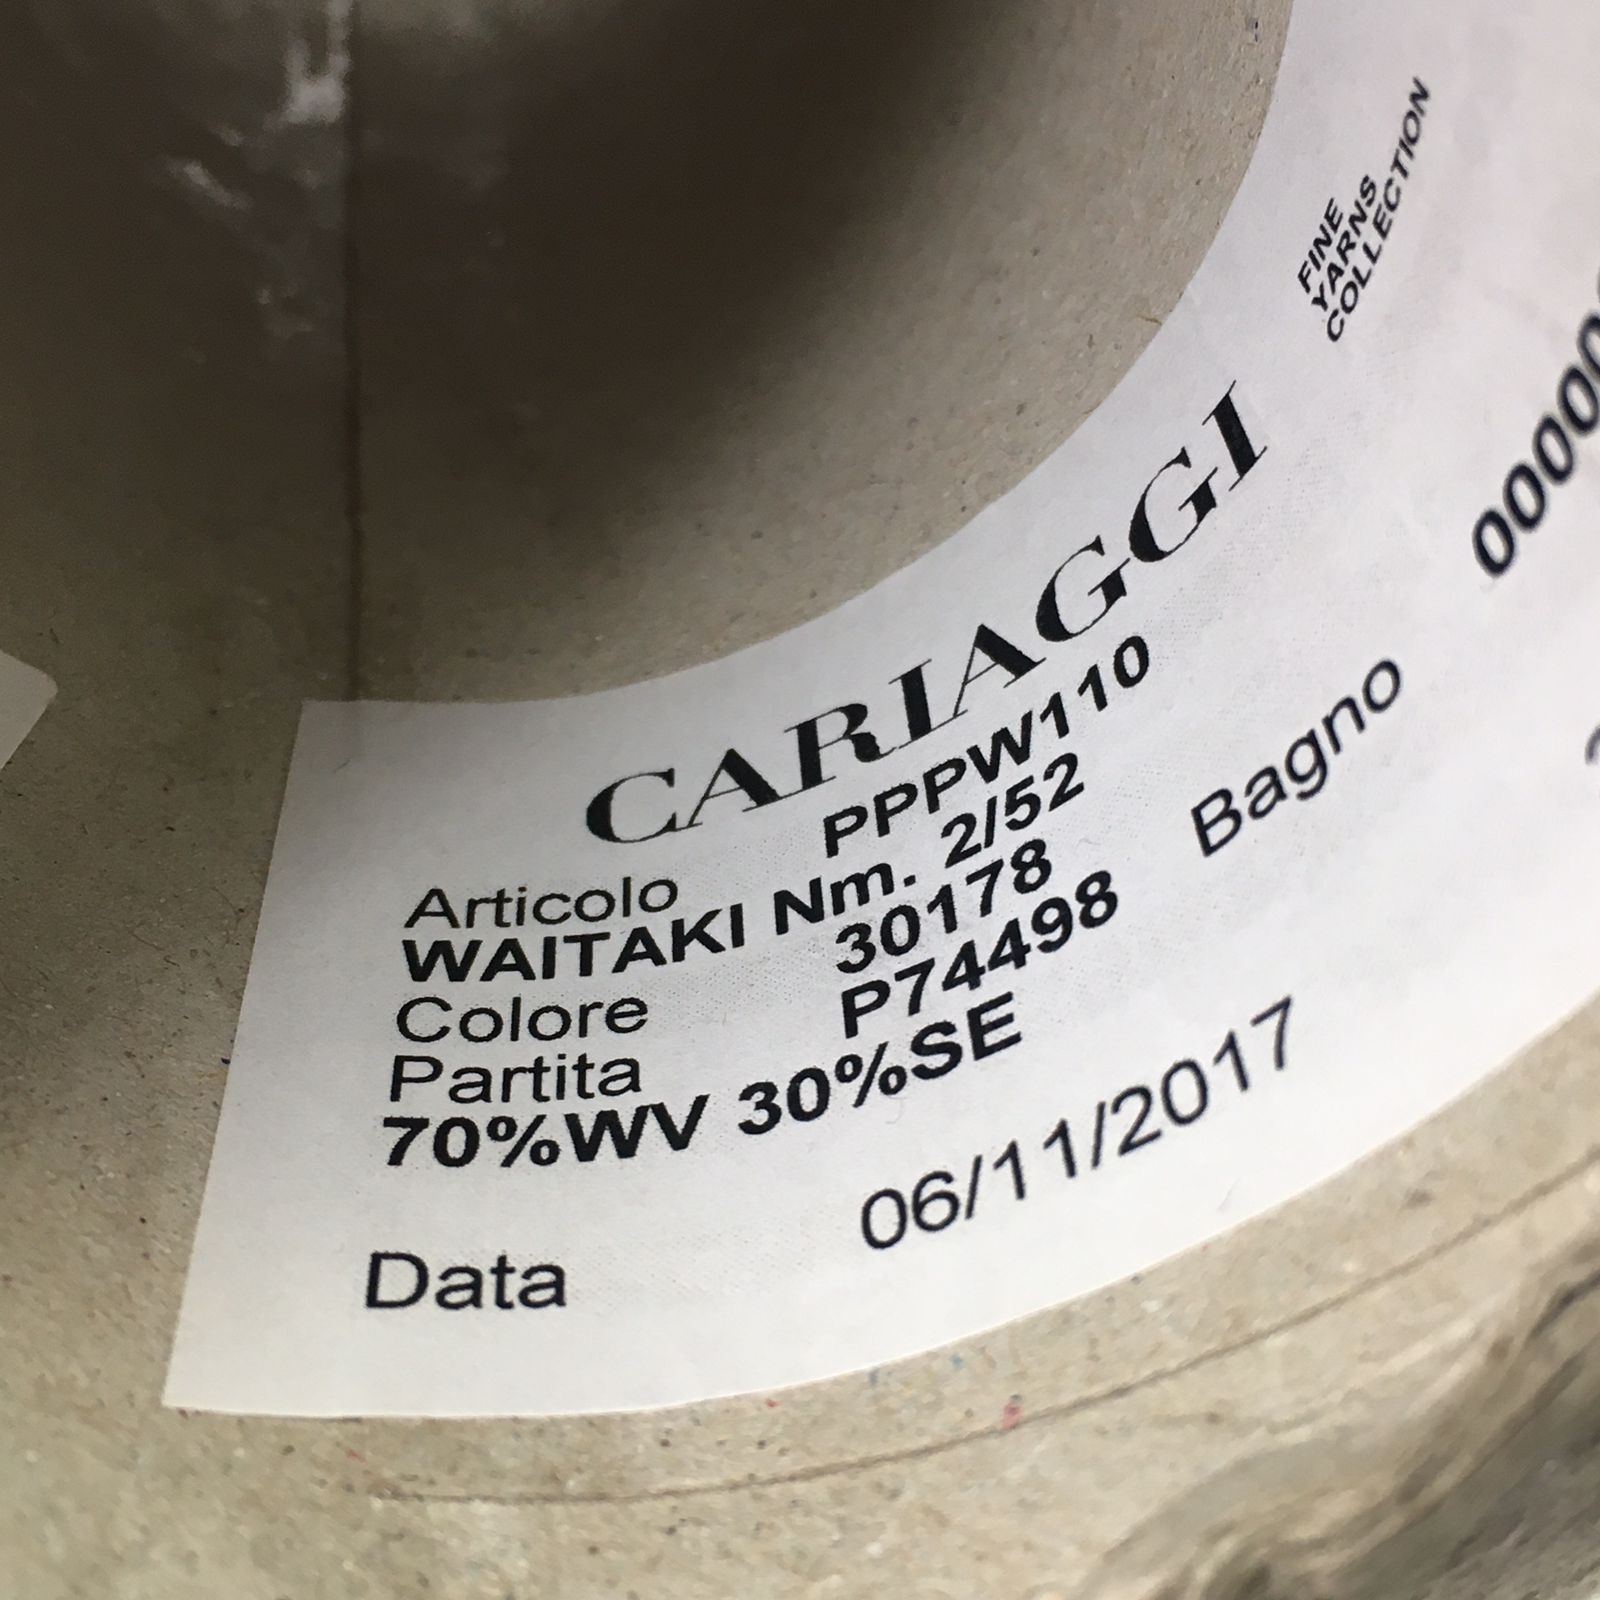 CARIAGGI
FINE
YARNS
COLLECTION
Articolo PPPW110
WAITAKI Nm. 2/52
Colore 30178
Partita P74498 Bagno
70%WV 30%SE
Data 06/11/2017